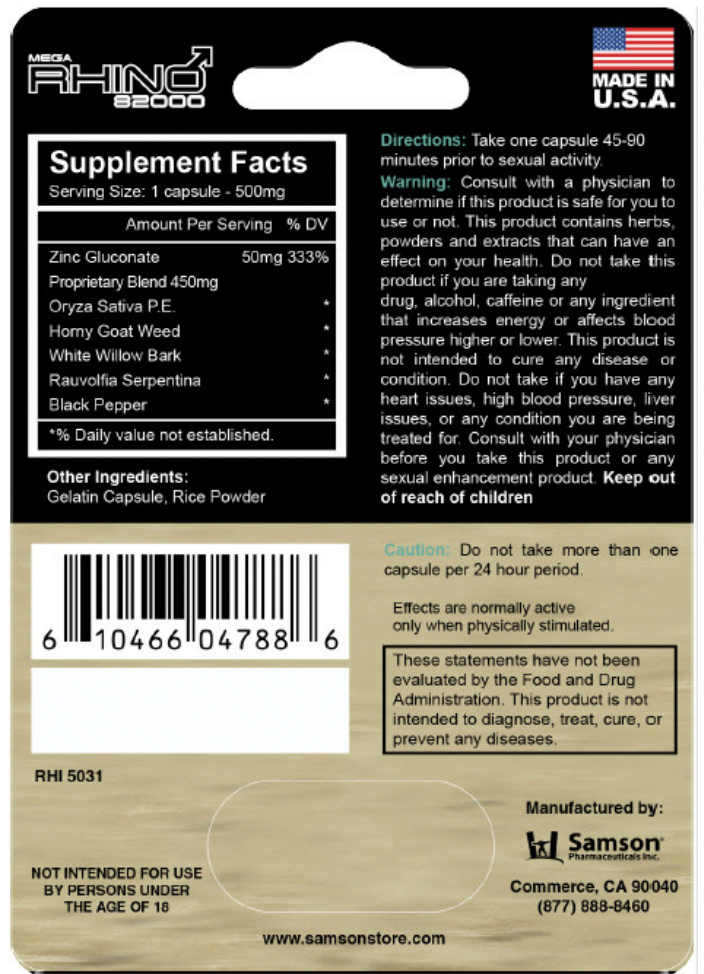 MEGA
RHINO
82000
MADE IN
U.S.A.
Supplement Facts
Serving Size: 1 capsule - 500mg
Amount Per Serving % DV
Zinc Gluconate 50mg 333%
Proprietary Blend 450mg
Oryza Sativa P.E. *
Horny Goat Weed *
White Willow Bark *
Rauvolfia Serpentina *
Black Pepper *
*% Daily value not established.
Other Ingredients:
Gelatin Capsule, Rice Powder
Directions: Take one capsule 45-90
minutes prior to sexual activity.
Warning: Consult with a physician to
determine if this product is safe for you to
use or not. This product contains herbs,
powders and extracts that can have an
effect on your health. Do not take this
product if you are taking any
drug, alcohol, caffeine or any ingredient
that increases energy or affects blood
pressure higher or lower. This product is
not intended to cure any disease or
condition. Do not take if you have any
heart issues, high blood pressure, liver
issues, or any condition you are being
treated for. Consult with your physician
before you take this product or any
sexual enhancement product. Keep out
of reach of children
6 10466 04788 6
RHI 5031
NOT INTENDED FOR USE
BY PERSONS UNDER
THE AGE OF 18
Caution: Do not take more than one
capsule per 24 hour period.
Effects are normally active
only when physically stimulated.
These statements have not been
evaluated by the Food and Drug
Administration. This product is not
intended to diagnose, treat, cure, or
prevent any diseases.
Manufactured by:
Samson®
Pharmaceuticals Inc.
Commerce, CA 90040
(877) 888-8460
www.samsonstore.com